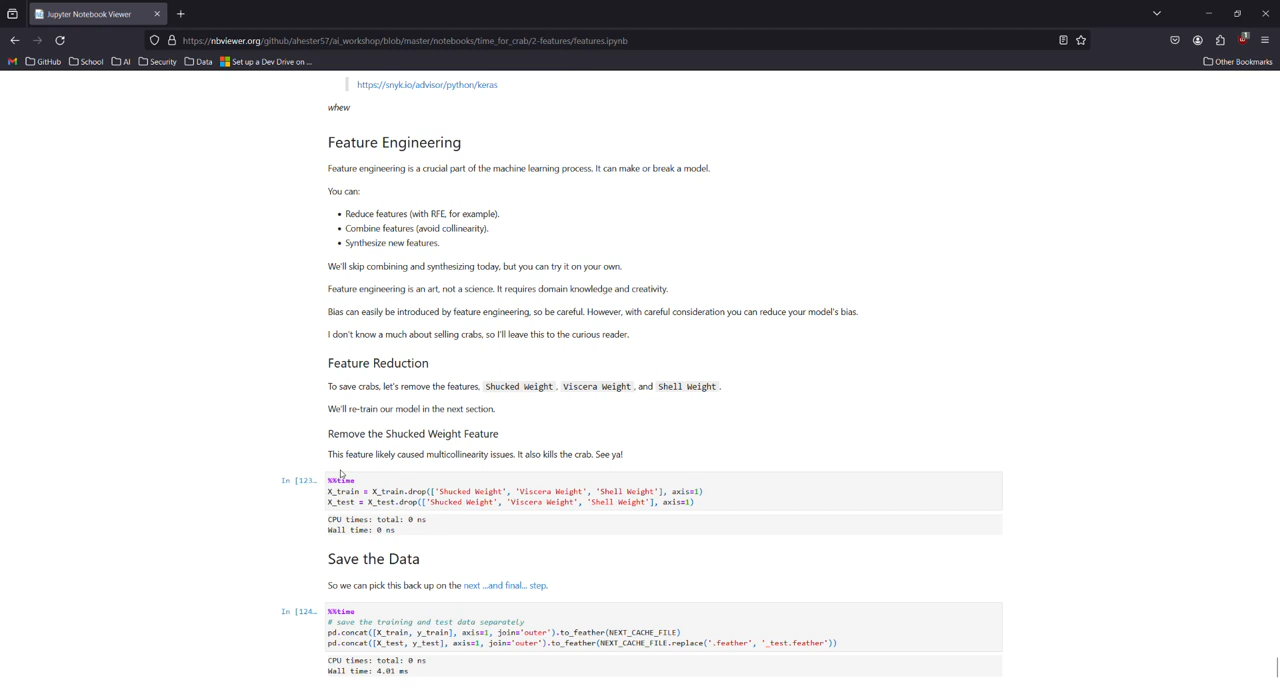 Jupyter Notebook Viewer
https://nbviewer.org/github/ahester57/ai_workshop/blob/master/notebooks/time_for_crab/2-features/features.ipynb
GitHub School AI Security Data Set up a Dev Drive on ... Other Bookmarks
https://snyk.io/advisor/python/keras
whew
Feature Engineering
Feature engineering is a crucial part of the machine learning process. It can make or break a model.
You can:
• Reduce features (with RFE, for example).
• Combine features (avoid collinearity).
• Synthesize new features.
We'll skip combining and synthesizing today, but you can try it on your own.
Feature engineering is an art, not a science. It requires domain knowledge and creativity.
Bias can easily be introduced by feature engineering, so be careful. However, with careful consideration you can reduce your model's bias.
I don't know a much about selling crabs, so I'll leave this to the curious reader.
Feature Reduction
To save crabs, let's remove the features, Shucked Weight, Viscera Weight, and Shell Weight.
We'll re-train our model in the next section.
Remove the Shucked Weight Feature
This feature likely caused multicollinearity issues. It also kills the crab. See ya!
In [123… %%time
X_train = X_train.drop(['Shucked Weight', 'Viscera Weight', 'Shell Weight'], axis=1)
X_test = X_test.drop(['Shucked Weight', 'Viscera Weight', 'Shell Weight'], axis=1)
CPU times: total: 0 ns
Wall time: 0 ns
Save the Data
So we can pick this back up on the next ...and final... step.
In [124… %%time
# save the training and test data separately
pd.concat([X_train, y_train], axis=1, join='outer').to_feather(NEXT_CACHE_FILE)
pd.concat([X_test, y_test], axis=1, join='outer').to_feather(NEXT_CACHE_FILE.replace('.feather', '_test.feather'))
CPU times: total: 0 ns
Wall time: 4.01 ms